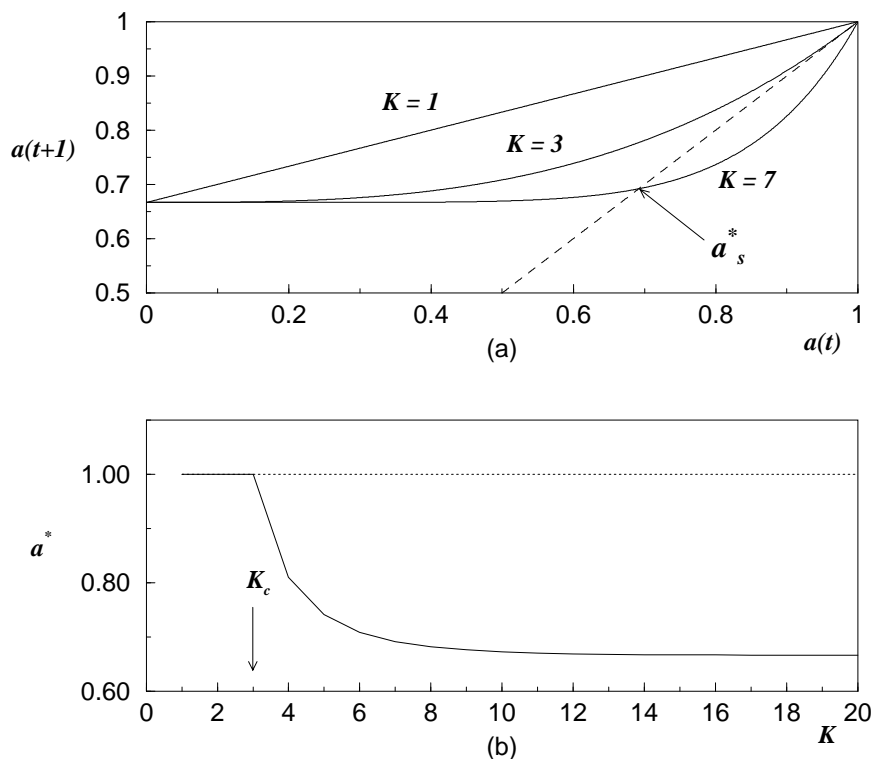 1
0.9
0.8
0.7
0.6
0.5
a(t+1)
K = 1
K = 3
K = 7
a*s
0 0.2 0.4 0.6 0.8 1
(a)
a(t)
1.00
0.80
0.60
a*
Kc
0 2 4 6 8 10 12 14 16 18 20
(b)
K